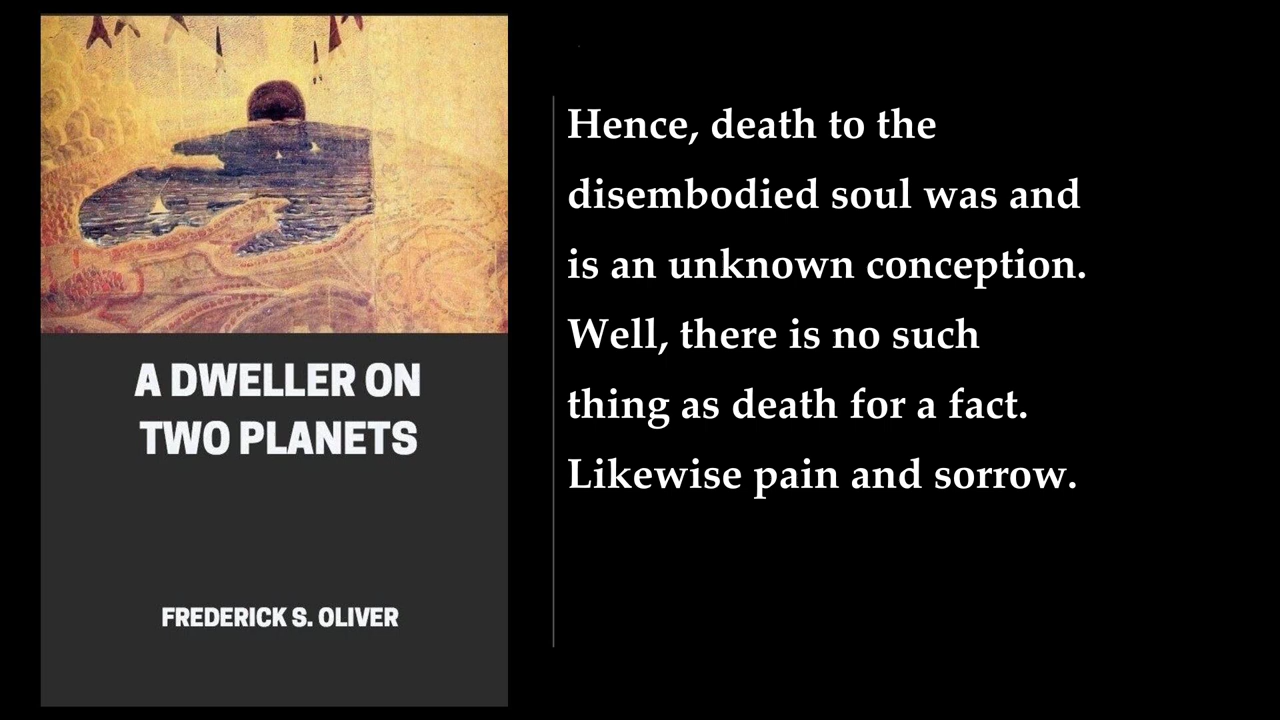 A DWELLER ON
TWO PLANETS
FREDERICK S. OLIVER
Hence, death to the
disembodied soul was and
is an unknown conception.
Well, there is no such
thing as death for a fact.
Likewise pain and sorrow.